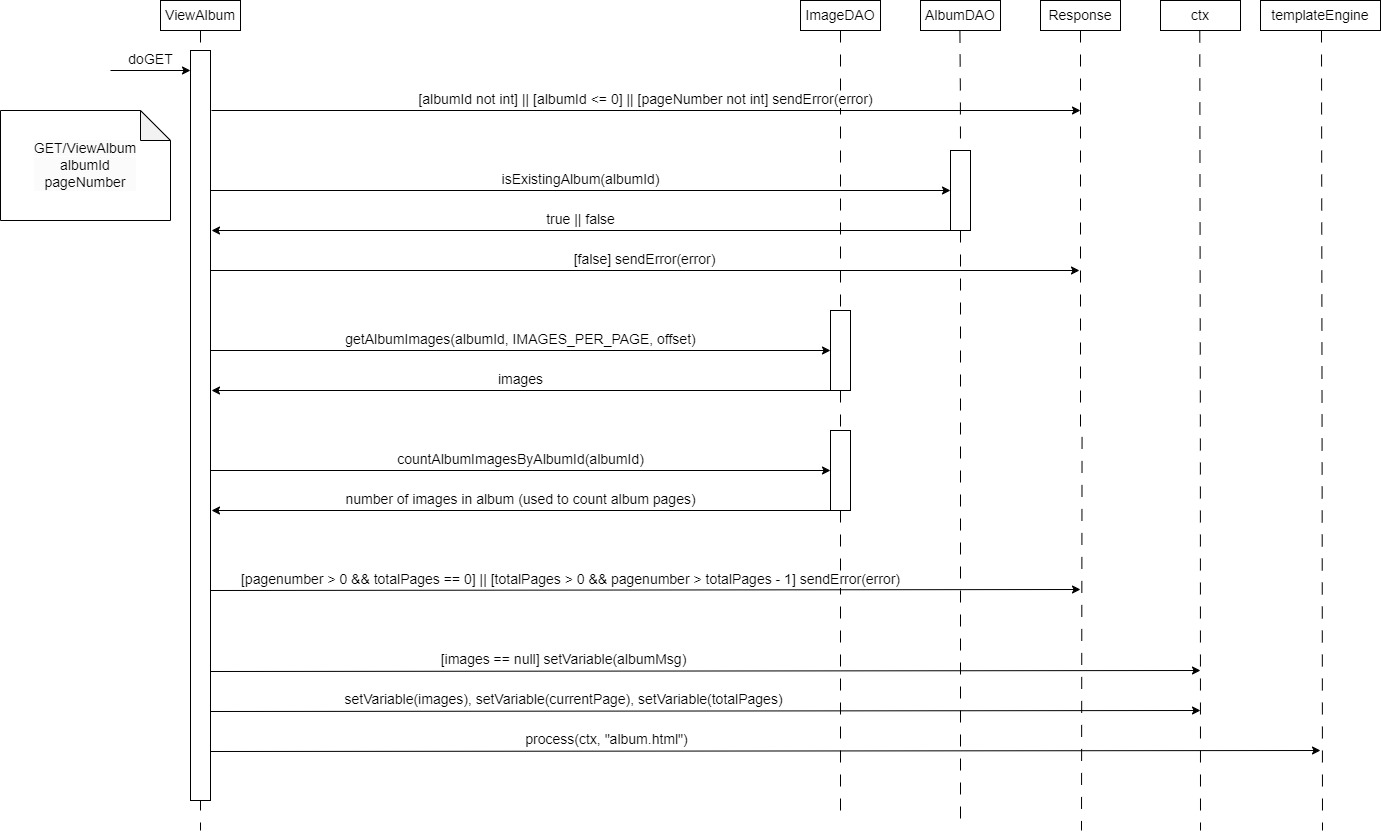 ViewAlbum
ImageDAO
AlbumDAO
Response
ctx
templateEngine
doGET
[albumId not int] || [albumId <= 0] || [pageNumber not int] sendError(error)
GET/ViewAlbum
albumId
pageNumber
isExistingAlbum(albumId)
true || false
[false] sendError(error)
getAlbumImages(albumId, IMAGES_PER_PAGE, offset)
images
countAlbumImagesByAlbumId(albumId)
number of images in album (used to count album pages)
[pagenumber > 0 && totalPages == 0] || [totalPages > 0 && pagenumber > totalPages - 1] sendError(error)
[images == null] setVariable(albumMsg)
setVariable(images), setVariable(currentPage), setVariable(totalPages)
process(ctx, "album.html")